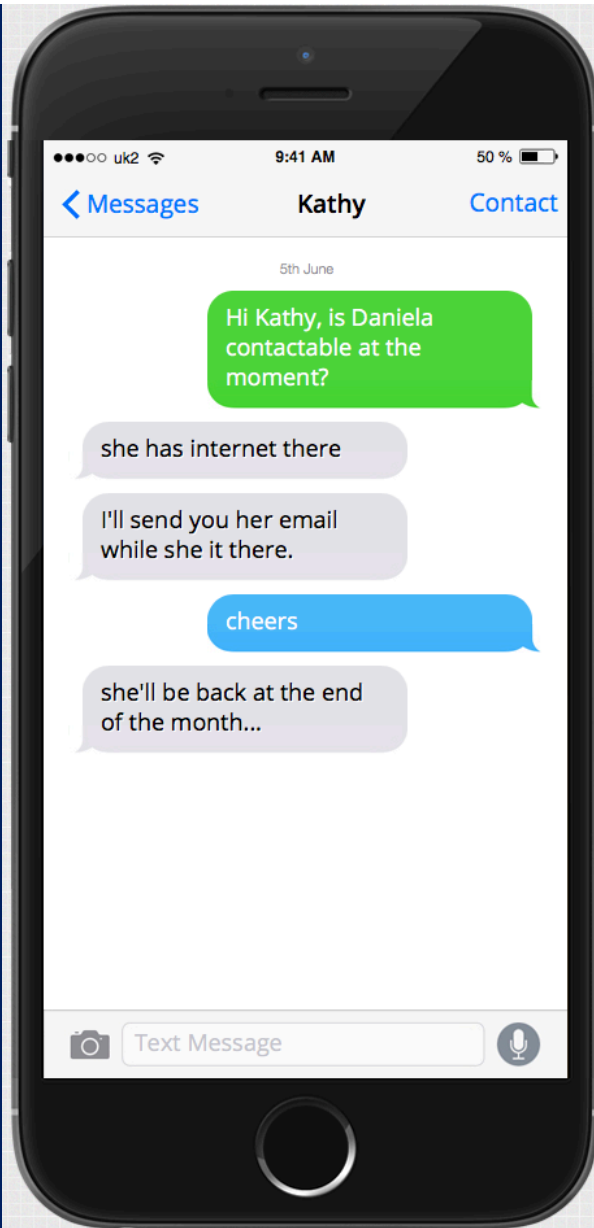 uk2
9:41 AM
50 %
Messages
Kathy
Contact
5th June
Hi Kathy, is Daniela
contactable at the
moment?
she has internet there
I'll send you her email
while she it there.
cheers
she'll be back at the end
of the month...
Text Message